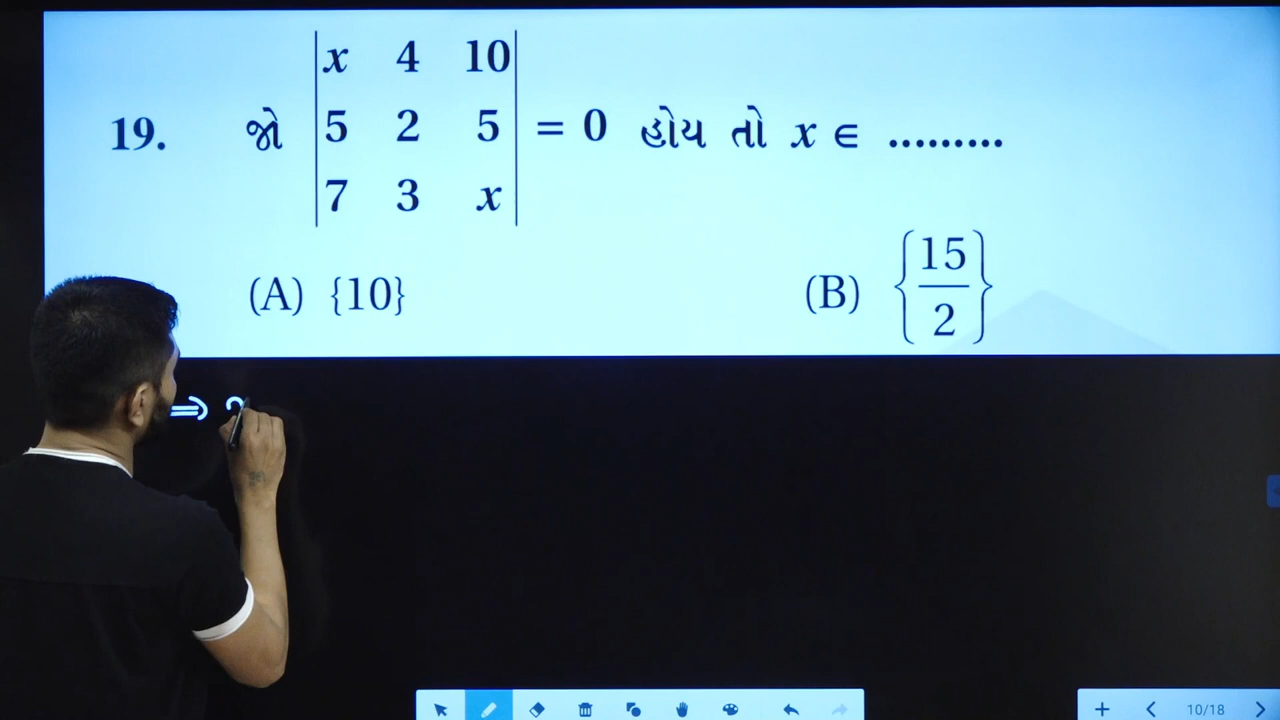 19. જો | x 4 10 |
| 5 2 5 | = 0 હોય તો x ∈ .........
| 7 3 x |
(A) {10} (B) {15/2}
⇒
10/18